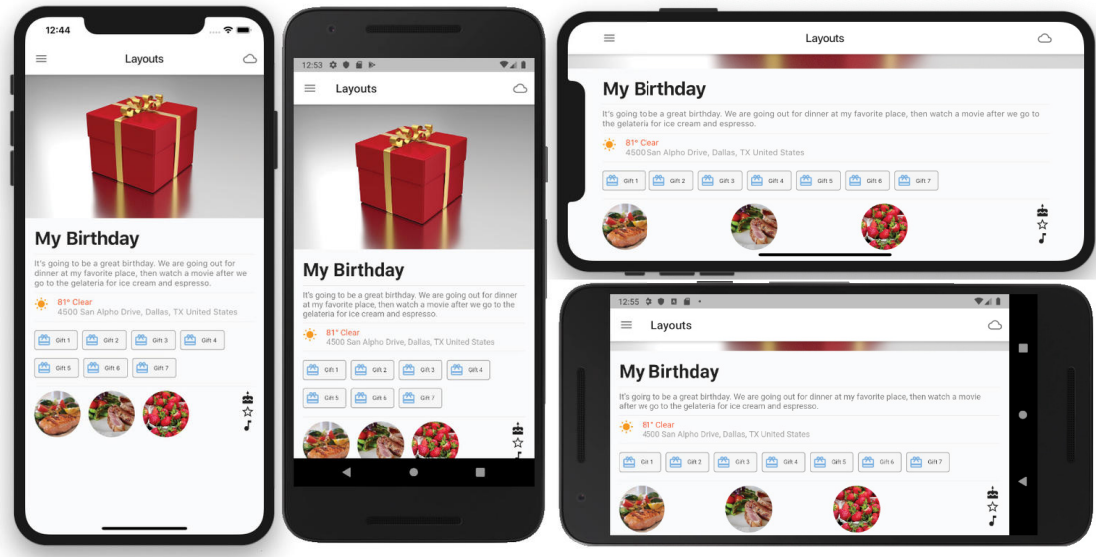 12:44
Layouts
My Birthday
It's going to be a great birthday. We are going out for
dinner at my favorite place, then watch a movie after we
go to the gelateria for ice cream and espresso.
81° Clear
4500 San Alpho Drive, Dallas, TX United States
Gift 1 Gift 2 Gift 3 Gift 4
Gift 5 Gift 6 Gift 7
12:53
Layouts
My Birthday
It's going to be a great birthday. We are going out for dinner
at my favorite place, then watch a movie after we go to the
gelateria for ice cream and espresso.
81° Clear
4500 San Alpho Drive, Dallas, TX United States
Gift 1 Gift 2 Gift 3 Gift 4
Gift 5 Gift 6 Gift 7
Layouts
My Birthday
It's going to be a great birthday. We are going out for dinner at my favorite place, then watch a movie after we go to
the gelateria for ice cream and espresso.
81° Clear
4500 San Alpho Drive, Dallas, TX United States
Gift 1 Gift 2 Gift 3 Gift 4 Gift 5 Gift 6 Gift 7
12:55
Layouts
My Birthday
It's going to be a great birthday. We are going out for dinner at my favorite place, then watch a movie
after we go to the gelateria for ice cream and espresso.
81° Clear
4500 San Alpho Drive, Dallas, TX United States
Gift 1 Gift 2 Gift 3 Gift 4 Gift 5 Gift 6 Gift 7